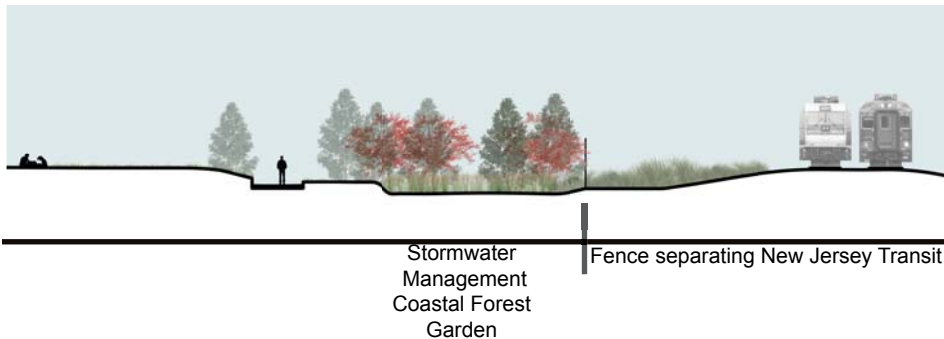 Stormwater
Management
Coastal Forest
Garden
Fence separating New Jersey Transit